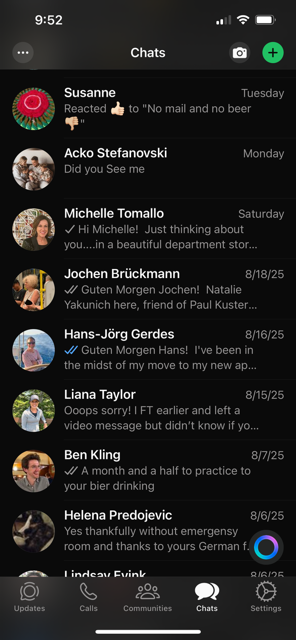 9:52
Chats
Susanne
Tuesday
Reacted 👍🏻 to "No mail and no beer
👎🏻"
Acko Stefanovski
Monday
Did you See me
Michelle Tomallo
Saturday
✓ Hi Michelle!  Just thinking about
you....in a beautiful department stor...
Jochen Brückmann
8/18/25
Guten Morgen Jochen!  Natalie
Yakunich here, friend of Paul Kuster...
Hans-Jörg Gerdes
8/16/25
Guten Morgen Hans!  I've been in
the midst of my move to my new ap...
Liana Taylor
8/15/25
Ooops sorry! I FT earlier and left a
video message but didn't know if yo...
Ben Kling
8/7/25
A month and a half to practice to
your bier drinking
Helena Predojevic
8/6/25
Yes thankfully without emergensy
room and thanks to yours German f...
Lindsay Eyink
8/6/25
Updates
Calls
Communities
Chats
Settings